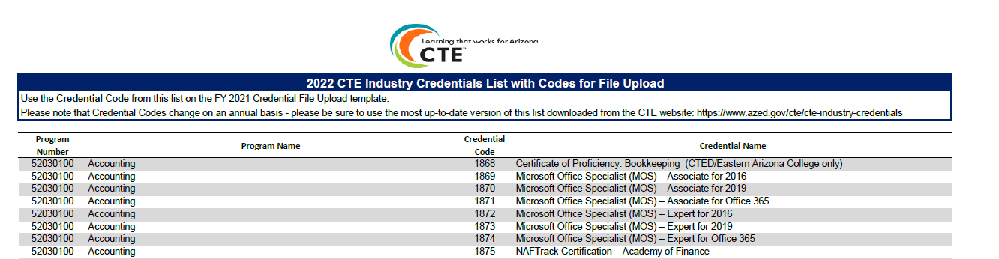 Learning that works for Arizona
CTE™
2022 CTE Industry Credentials List with Codes for File Upload
Use the Credential Code from this list on the FY 2021 Credential File Upload template.
Please note that Credential Codes change on an annual basis - please be sure to use the most up-to-date version of this list downloaded from the CTE website: https://www.azed.gov/cte/cte-industry-credentials
Program Number Program Name Credential Code Credential Name
52030100 Accounting 1868 Certificate of Proficiency: Bookkeeping (CTED/Eastern Arizona College only)
52030100 Accounting 1869 Microsoft Office Specialist (MOS) – Associate for 2016
52030100 Accounting 1870 Microsoft Office Specialist (MOS) – Associate for 2019
52030100 Accounting 1871 Microsoft Office Specialist (MOS) – Associate for Office 365
52030100 Accounting 1872 Microsoft Office Specialist (MOS) – Expert for 2016
52030100 Accounting 1873 Microsoft Office Specialist (MOS) – Expert for 2019
52030100 Accounting 1874 Microsoft Office Specialist (MOS) – Expert for Office 365
52030100 Accounting 1875 NAFTrack Certification – Academy of Finance